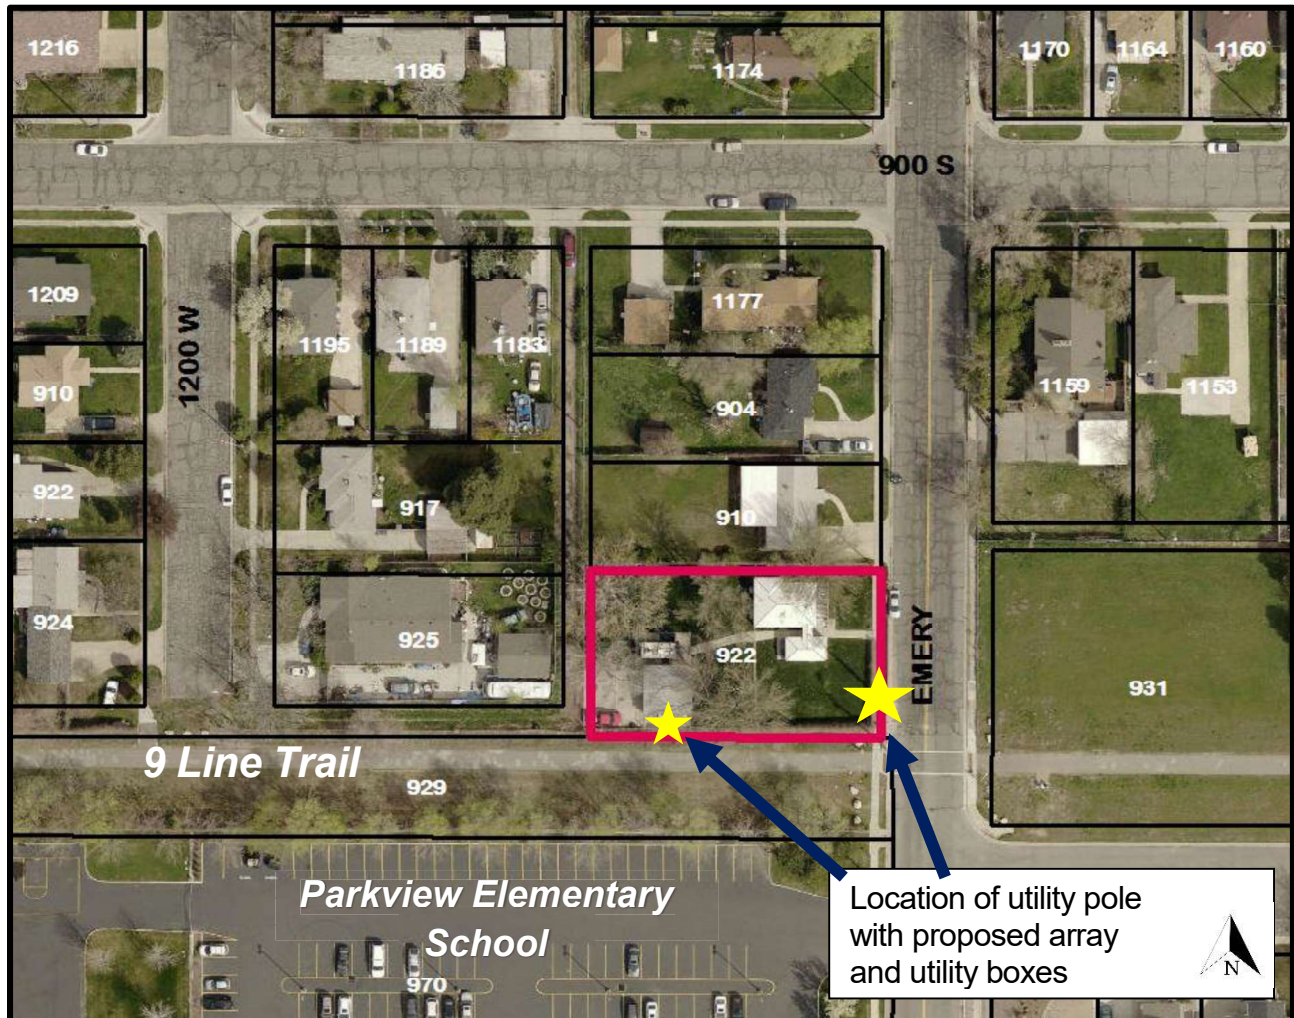 1216
1186
1174
1170
1164
1160
900 S
1209
1195
1189
1183
1177
1159
1153
1200 W
910
904
922
917
910
924
925
922
EMERY
931
9 Line Trail
929
Parkview Elementary
School
970
Location of utility pole
with proposed array
and utility boxes
N